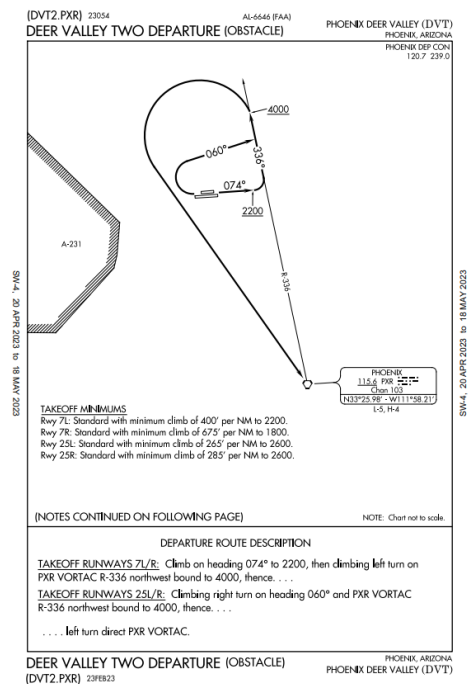 (DVT2.PXR) 23054
AL-6646 (FAA)
PHOENIX DEER VALLEY (DVT)
DEER VALLEY TWO DEPARTURE (OBSTACLE)
PHOENIX, ARIZONA
PHOENIX DEP CON
120.7 239.0
4000
060°
336°
074°
2200
A-231
R-336
PHOENIX
115.6 PXR
Chan 103
N33°25.98' - W111°58.21'
L-5, H-4
SW-4, 20 APR 2023 to 18 MAY 2023
SW-4, 20 APR 2023 to 18 MAY 2023
TAKEOFF MINIMUMS
Rwy 7L: Standard with minimum climb of 400' per NM to 2200.
Rwy 7R: Standard with minimum climb of 675' per NM to 1800.
Rwy 25L: Standard with minimum climb of 265' per NM to 2600.
Rwy 25R: Standard with minimum climb of 285' per NM to 2600.
(NOTES CONTINUED ON FOLLOWING PAGE)
NOTE: Chart not to scale.
DEPARTURE ROUTE DESCRIPTION
TAKEOFF RUNWAYS 7L/R: Climb on heading 074° to 2200, then climbing left turn on
PXR VORTAC R-336 northwest bound to 4000, thence. . . .
TAKEOFF RUNWAYS 25L/R: Climbing right turn on heading 060° and PXR VORTAC
R-336 northwest bound to 4000, thence. . . .
. . . . left turn direct PXR VORTAC.
DEER VALLEY TWO DEPARTURE (OBSTACLE)
PHOENIX, ARIZONA
(DVT2.PXR) 23FEB23
PHOENIX DEER VALLEY (DVT)